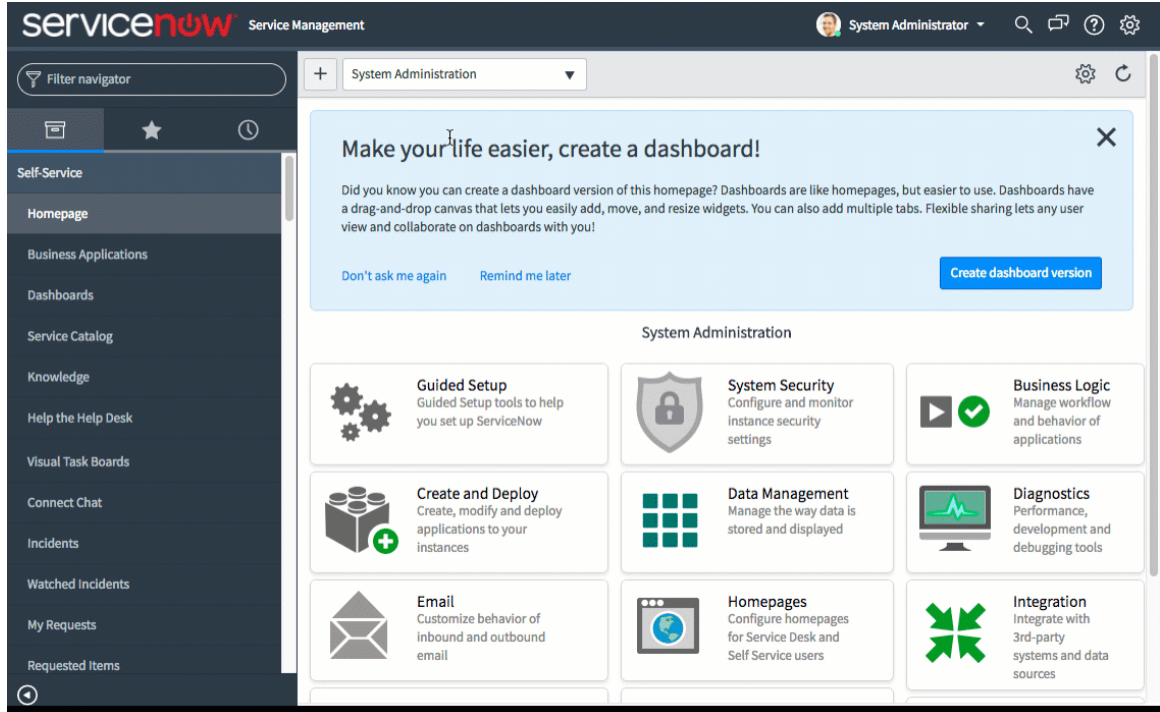 servicenow Service Management
System Administrator
Filter navigator
System Administration
Self-Service
Homepage
Business Applications
Dashboards
Service Catalog
Knowledge
Help the Help Desk
Visual Task Boards
Connect Chat
Incidents
Watched Incidents
My Requests
Requested Items
Make your life easier, create a dashboard!
Did you know you can create a dashboard version of this homepage? Dashboards are like homepages, but easier to use. Dashboards have
a drag-and-drop canvas that lets you easily add, move, and resize widgets. You can also add multiple tabs. Flexible sharing lets any user
view and collaborate on dashboards with you!
Don't ask me again
Remind me later
Create dashboard version
System Administration
Guided Setup
Guided Setup tools to help
you set up ServiceNow
System Security
Configure and monitor
instance security
settings
Business Logic
Manage workflow
and behavior of
applications
Create and Deploy
Create, modify and deploy
applications to your
instances
Data Management
Manage the way data is
stored and displayed
Diagnostics
Performance,
development and
debugging tools
Email
Customize behavior of
inbound and outbound
email
Homepages
Configure homepages
for Service Desk and
Self Service users
Integration
Integrate with
3rd-party
systems and data
sources